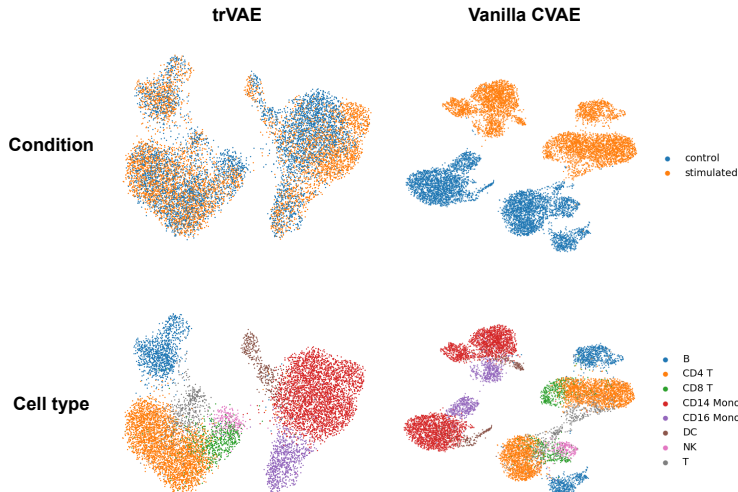 trVAE
Vanilla CVAE
Condition
control
stimulated
Cell type
B
CD4 T
CD8 T
CD14 Mono
CD16 Mono
DC
NK
T